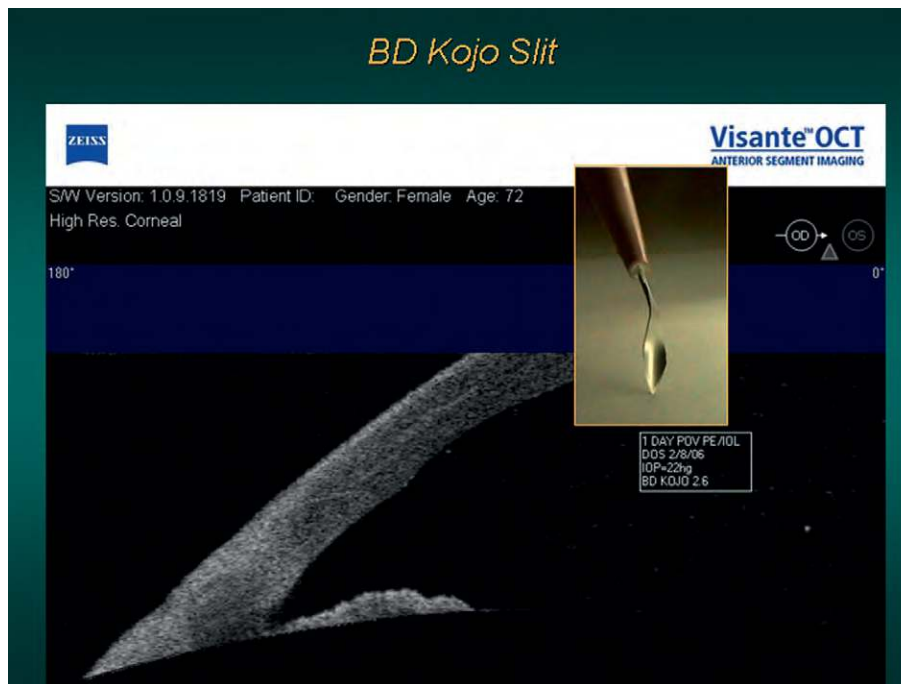 BD Kojo Slit
ZEISS
Visante™ OCT
ANTERIOR SEGMENT IMAGING
S/W Version: 1.0.9.1819 Patient ID: Gender: Female Age: 72
High Res. Corneal
OD OS
180° 0°
1 DAY POV PE/IOL
DOS 2/8/06
IOP=22hg
BD KOJO 2.6